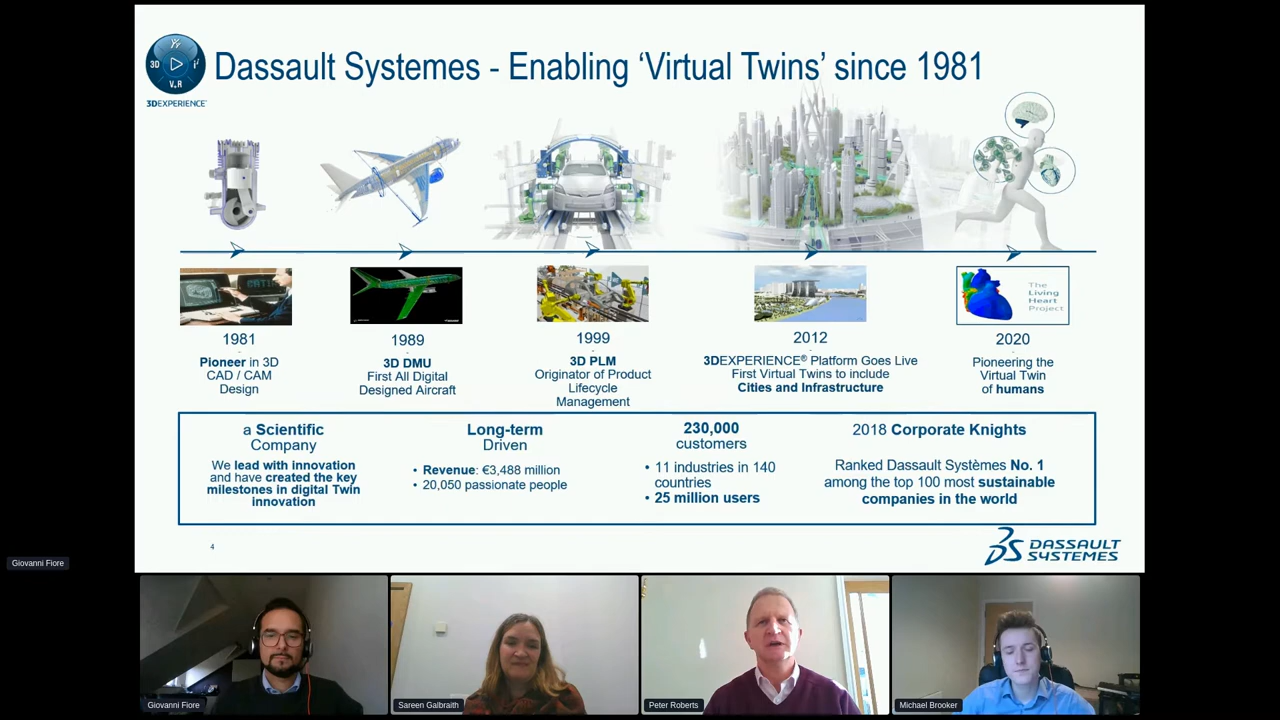 3D
V.R
3DEXPERIENCE
Dassault Systemes - Enabling ‘Virtual Twins’ since 1981
CATIA
The
Living
Heart
Project
1981
Pioneer in 3D
CAD / CAM
Design
1989
3D DMU
First All Digital
Designed Aircraft
1999
3D PLM
Originator of Product
Lifecycle
Management
2012
3DEXPERIENCE® Platform Goes Live
First Virtual Twins to include
Cities and Infrastructure
2020
Pioneering the
Virtual Twin
of humans
a Scientific
Company
We lead with innovation
and have created the key
milestones in digital Twin
innovation
Long-term
Driven
• Revenue: €3,488 million
• 20,050 passionate people
230,000
customers
• 11 industries in 140
countries
• 25 million users
2018 Corporate Knights
Ranked Dassault Systèmes No. 1
among the top 100 most sustainable
companies in the world
4
DASSAULT
SYSTEMES
Giovanni Fiore
Giovanni Fiore
Sareen Galbraith
Peter Roberts
Michael Brooker